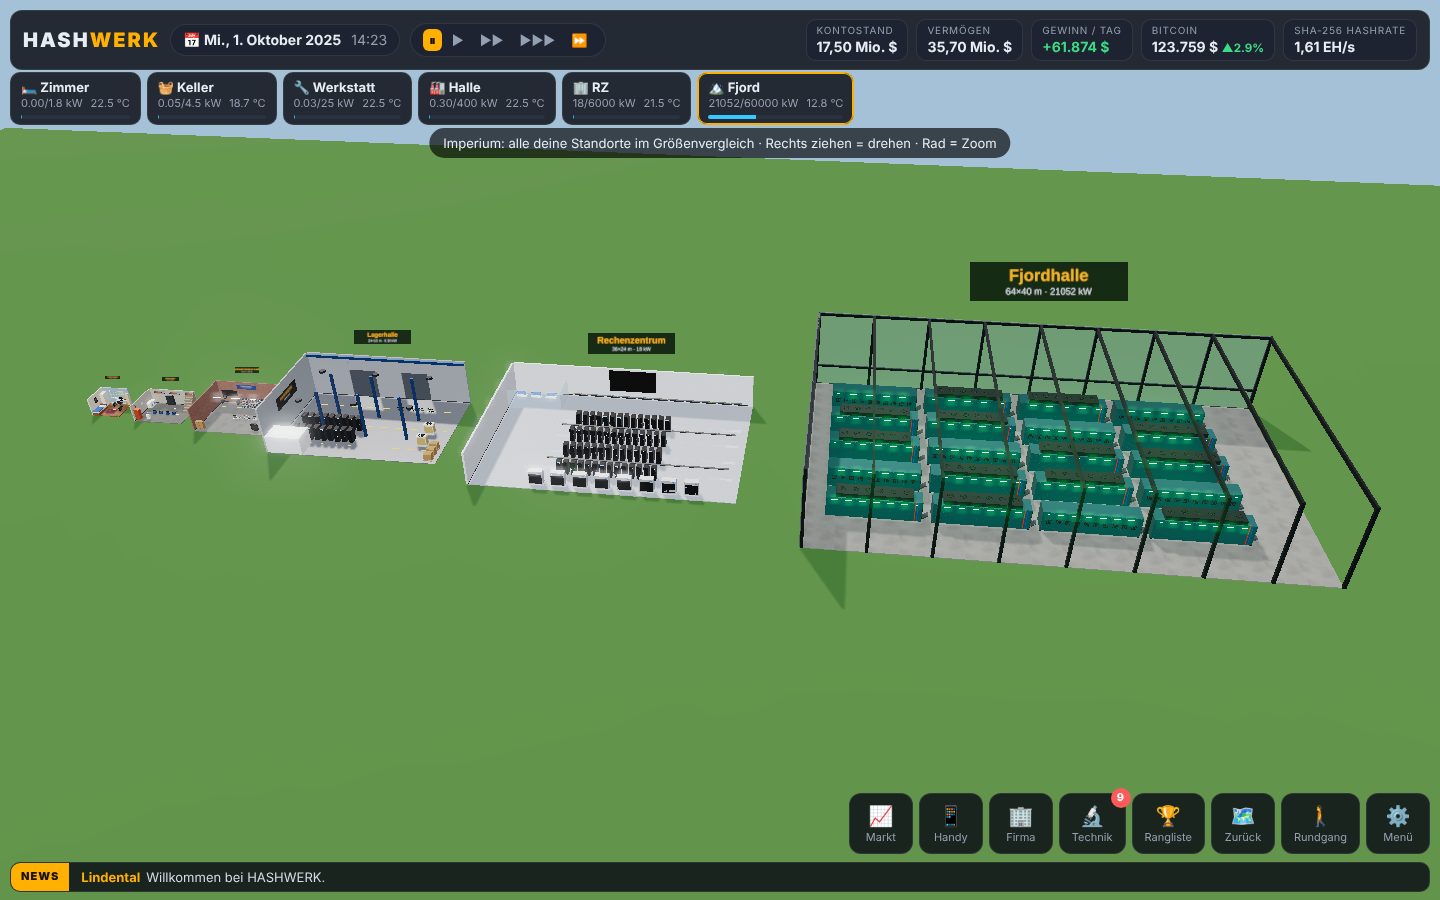 HASHWERK
📅 Mi., 1. Oktober 2025 14:23
KONTOSTAND
17,50 Mio. $
VERMÖGEN
35,70 Mio. $
GEWINN / TAG
+61.874 $
BITCOIN
123.759 $ ▲2.9%
SHA-256 HASHRATE
1,61 EH/s
Zimmer
0.00/1.8 kW 22.5 °C
Keller
0.05/4.5 kW 18.7 °C
Werkstatt
0.03/25 kW 22.5 °C
Halle
0.30/400 kW 22.5 °C
RZ
18/6000 kW 21.5 °C
Fjord
21052/60000 kW 12.8 °C
Imperium: alle deine Standorte im Größenvergleich · Rechts ziehen = drehen · Rad = Zoom
Fjordhalle
64×40 m · 21052 kW
Lagerhalle
Rechenzentrum
36×24 m · 18 kW
9
Markt
Handy
Firma
Technik
Rangliste
Zurück
Rundgang
Menü
NEWS
Lindental Willkommen bei HASHWERK.